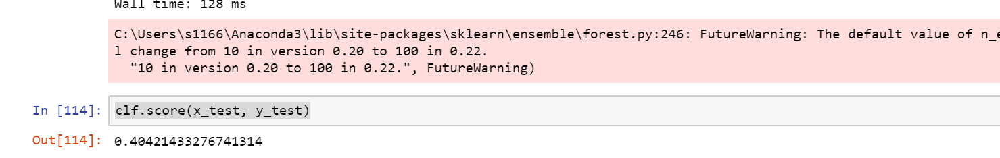 Wall time: 128 ms
C:\Users\s1166\Anaconda3\lib\site-packages\sklearn\ensemble\forest.py:246: FutureWarning: The default value of
l change from 10 in version 0.20 to 100 in 0.22.
"10 in version 0.20 to 100 in 0.22.", FutureWarning)
In [114]: clf.score(x_test, y_test)
Out[114]: 0.40421433276741314